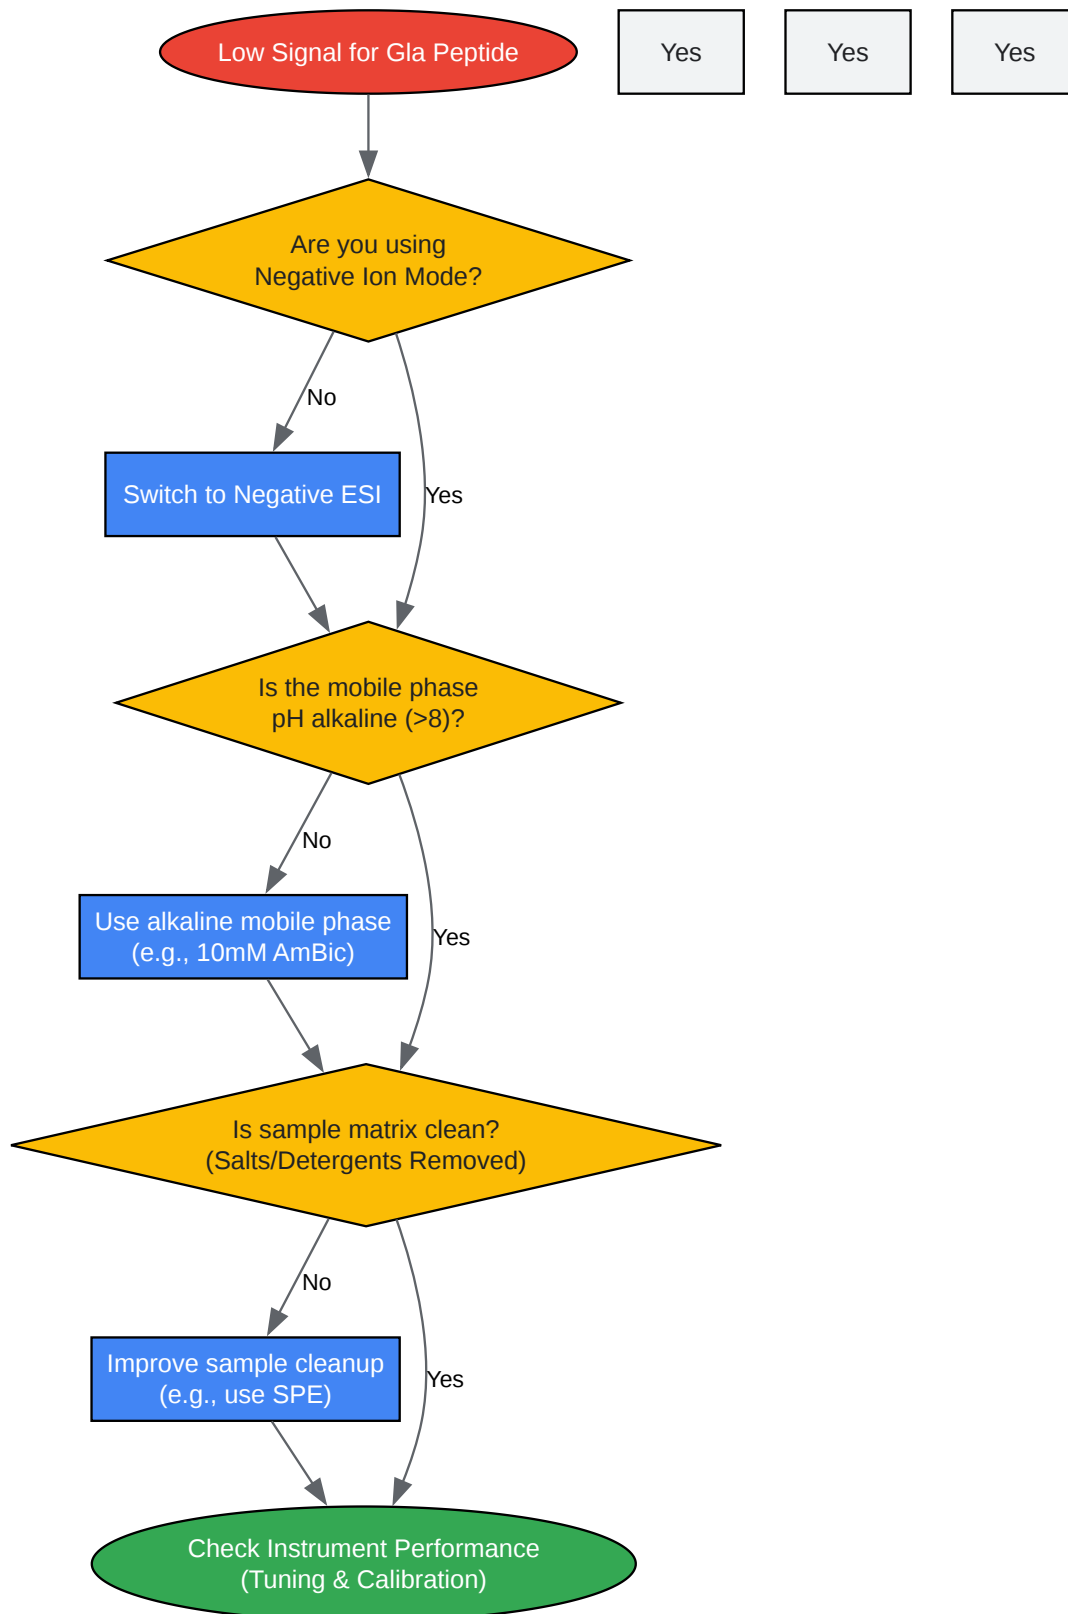 Low Signal for Gla Peptide
Yes
Yes
Yes
Are you using
Negative Ion Mode?
No
Switch to Negative ESI
Yes
Is the mobile phase
pH alkaline (>8)?
No
Use alkaline mobile phase
(e.g., 10mM AmBic)
Yes
Is sample matrix clean?
(Salts/Detergents Removed)
No
Improve sample cleanup
(e.g., use SPE)
Yes
Check Instrument Performance
(Tuning & Calibration)